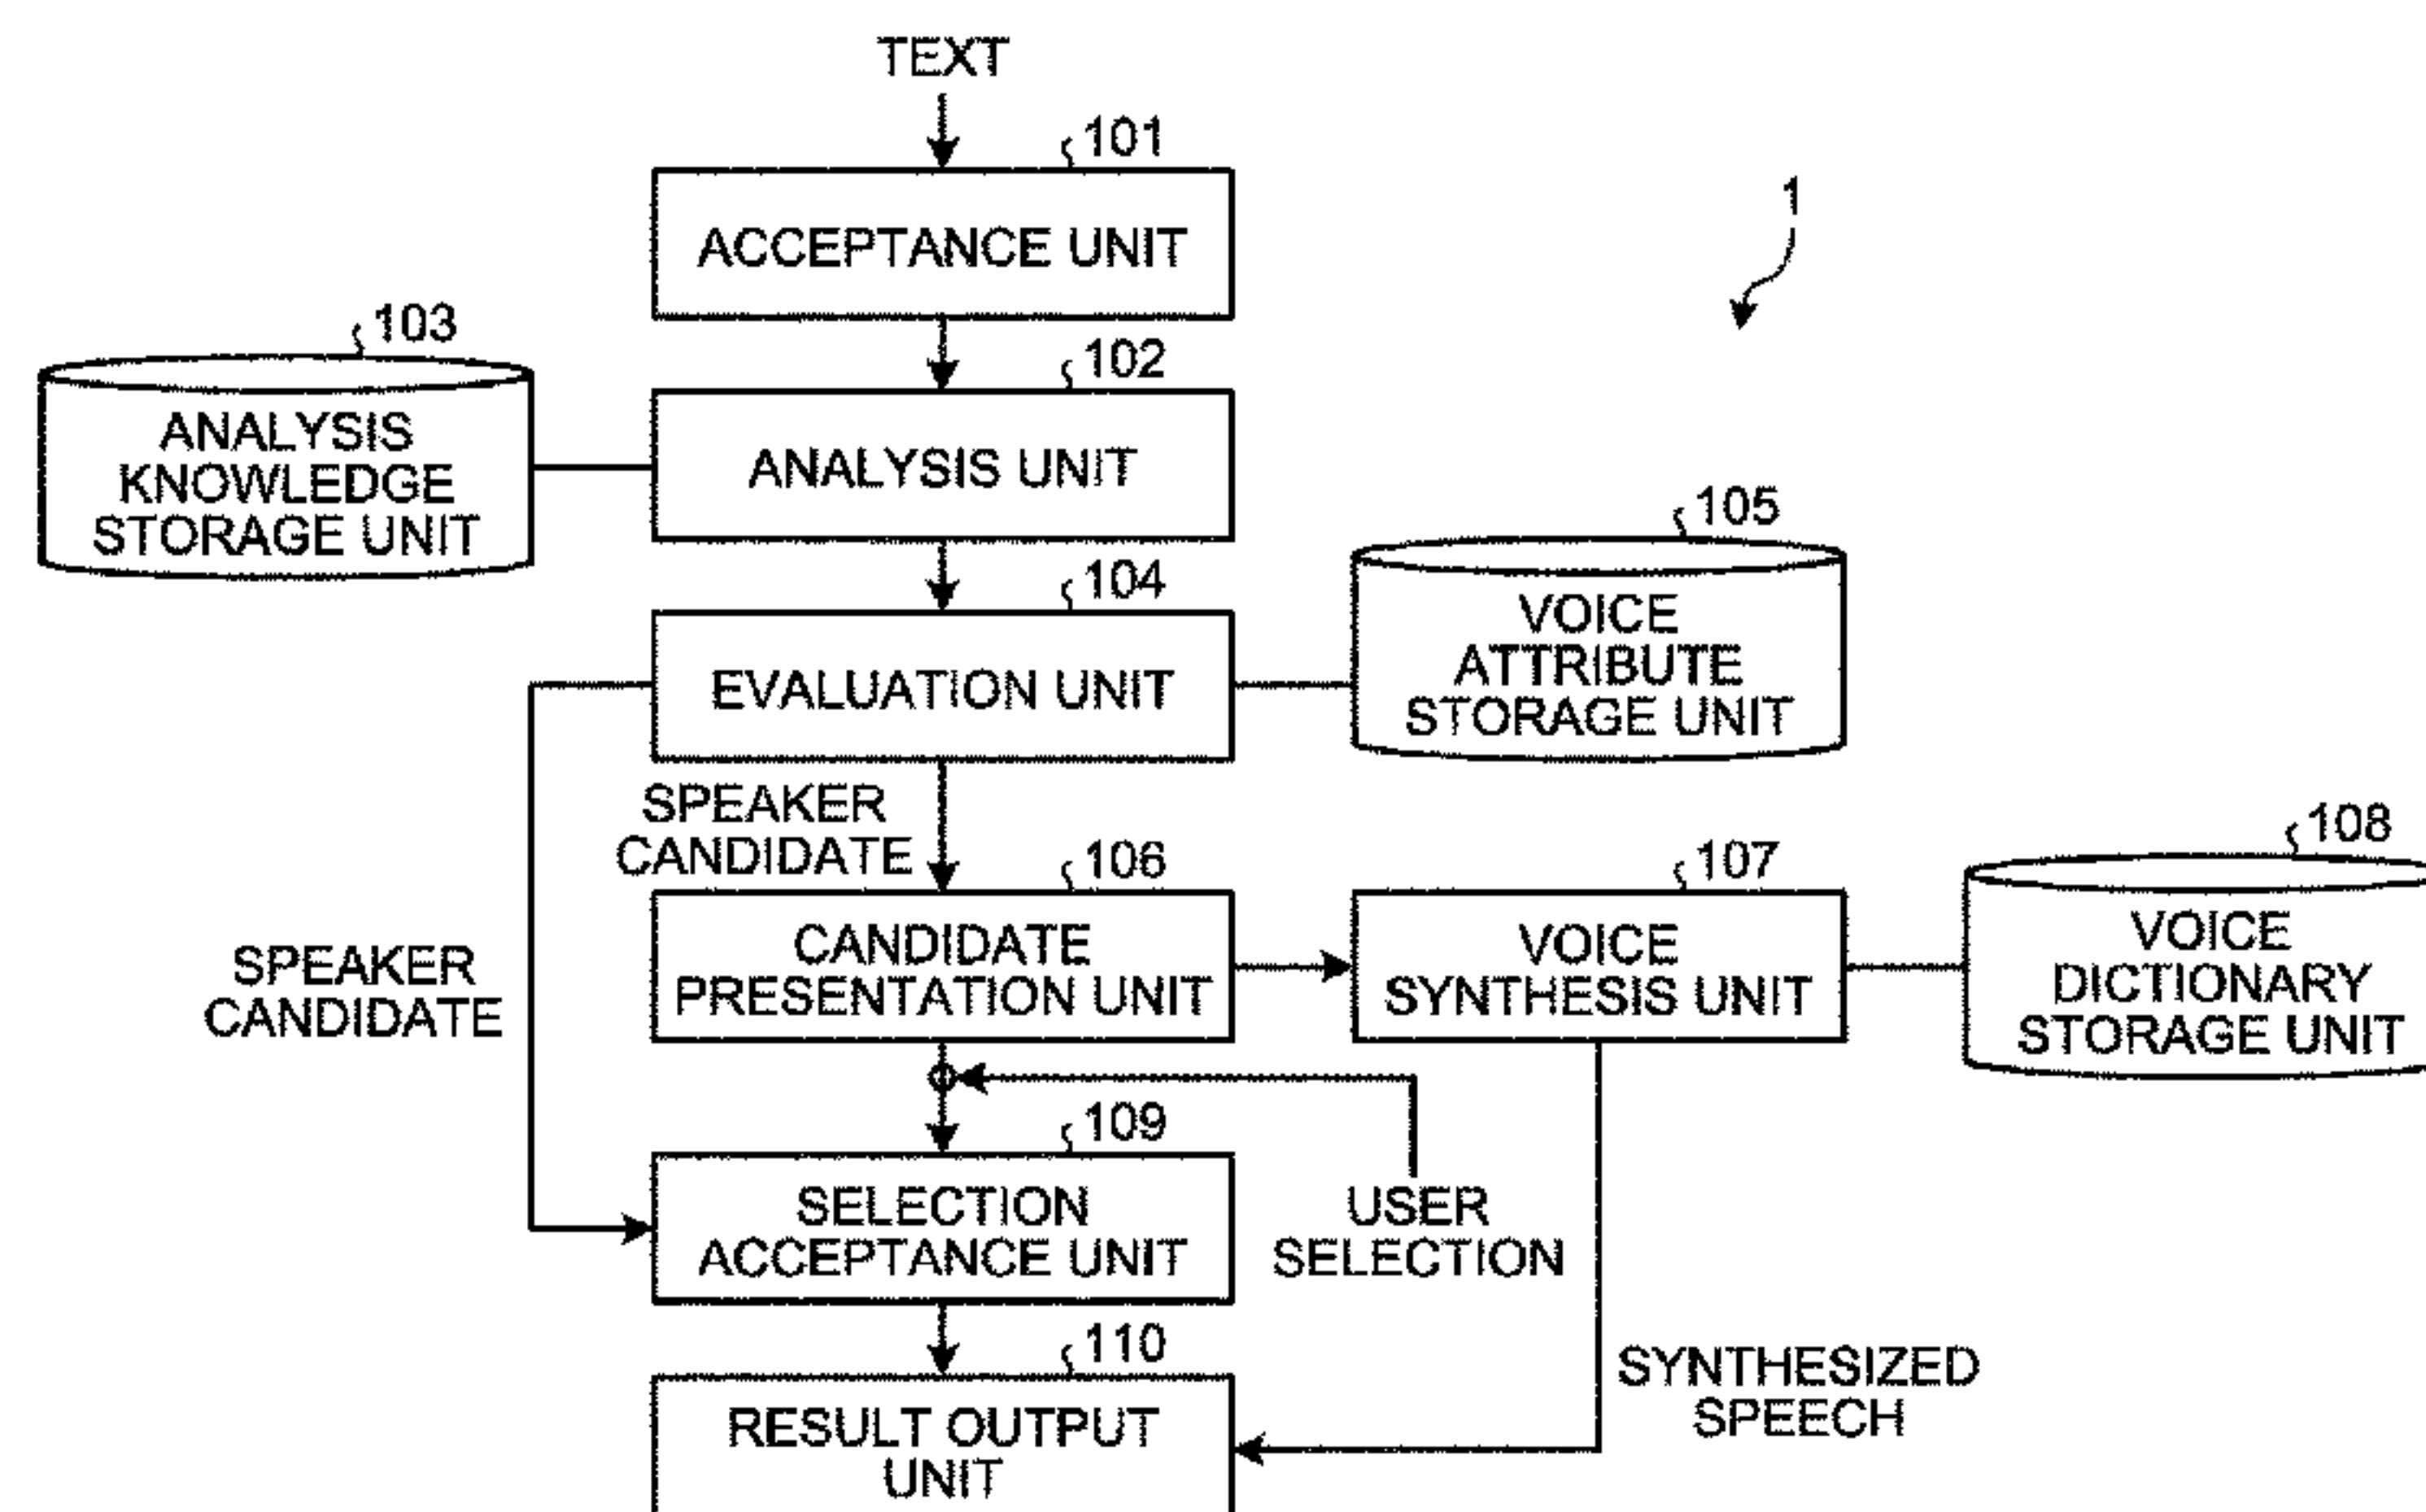 TEXT
101
ACCEPTANCE UNIT
1
103
102
ANALYSIS
KNOWLEDGE
STORAGE UNIT
ANALYSIS UNIT
105
104
VOICE
ATTRIBUTE
STORAGE UNIT
EVALUATION UNIT
SPEAKER
CANDIDATE
106
107
108
SPEAKER
CANDIDATE
CANDIDATE
PRESENTATION UNIT
VOICE
SYNTHESIS UNIT
VOICE
DICTIONARY
STORAGE UNIT
109
SELECTION
ACCEPTANCE UNIT
USER
SELECTION
110
RESULT OUTPUT
UNIT
SYNTHESIZED
SPEECH